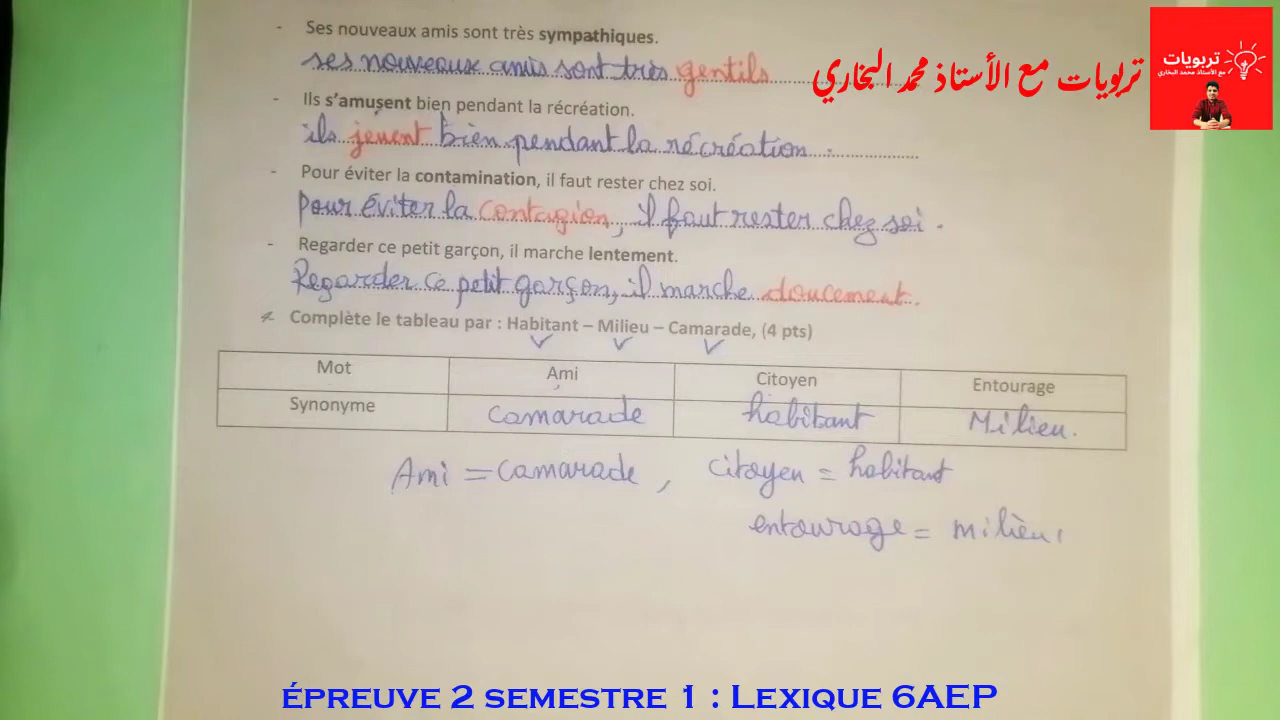 - Ses nouveaux amis sont très sympathiques.
ses nouveaux amis sont très gentils
تربويات مع الأستاذ محمد البخاري
تربويات
مع الأستاذ محمد البخاري
- Ils s'amusent bien pendant la récréation.
ils jouent bien pendant la récréation.
- Pour éviter la contamination, il faut rester chez soi.
Pour éviter la contagion, il faut rester chez soi.
- Regarder ce petit garçon, il marche lentement.
Regarder ce petit garçon, il marche doucement.
Complète le tableau par : Habitant – Milieu – Camarade, (4 pts)
Mot Ami Citoyen Entourage
Synonyme camarade habitant Milieu.
Ami = camarade, citoyen = habitant
entourage = milieu
épreuve 2 semestre 1 : Lexique 6AEP